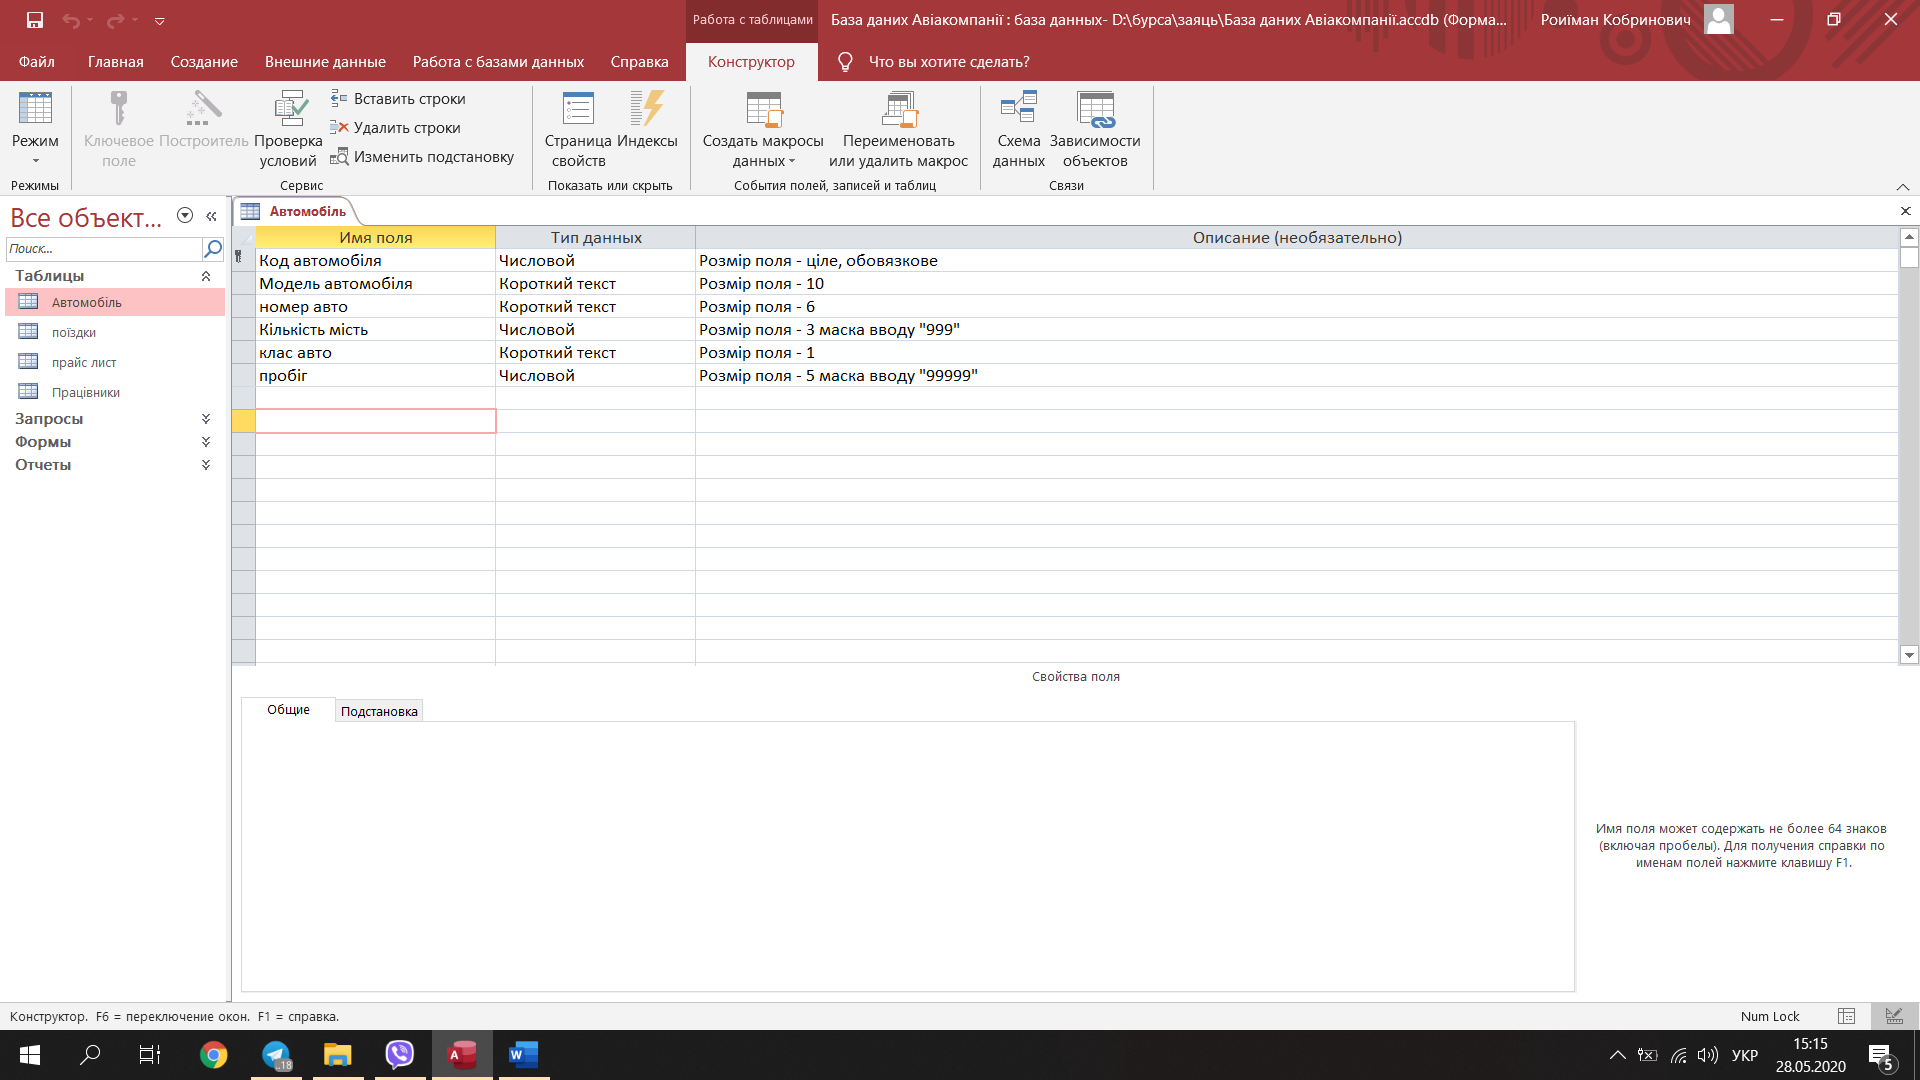 Работа с таблицами
База даних Авіакомпанії : база данных- D:\бурса\заяць\База даних Авіакомпанії.accdb (Форма...
Роиїман Кобринович
Файл
Главная
Создание
Внешние данные
Работа с базами данных
Справка
Конструктор
Что вы хотите сделать?
Режим
Ключевое поле
Построитель
Проверка условий
Вставить строки
Удалить строки
Изменить подстановку
Страница свойств
Индексы
Создать макросы данных
Переименовать или удалить макрос
Схема данных
Зависимости объектов
Режимы
Сервис
Показать или скрыть
События полей, записей и таблиц
Связи
Все объект...
Поиск...
Таблицы
Автомобіль
поїздки
прайс лист
Працівники
Запросы
Формы
Отчеты
Автомобіль
Имя поля Тип данных Описание (необязательно)
Код автомобіля Числовой Розмір поля - ціле, обовязкове
Модель автомобіля Короткий текст Розмір поля - 10
номер авто Короткий текст Розмір поля - 6
Кількість мість Числовой Розмір поля - 3 маска вводу "999"
клас авто Короткий текст Розмір поля - 1
пробіг Числовой Розмір поля - 5 маска вводу "99999"
Свойства поля
Общие
Подстановка
Имя поля может содержать не более 64 знаков
(включая пробелы). Для получения справки по
именам полей нажмите клавишу F1.
Конструктор. F6 = переключение окон. F1 = справка.
Num Lock
..18
A
W
УКР
15:15
28.05.2020
5